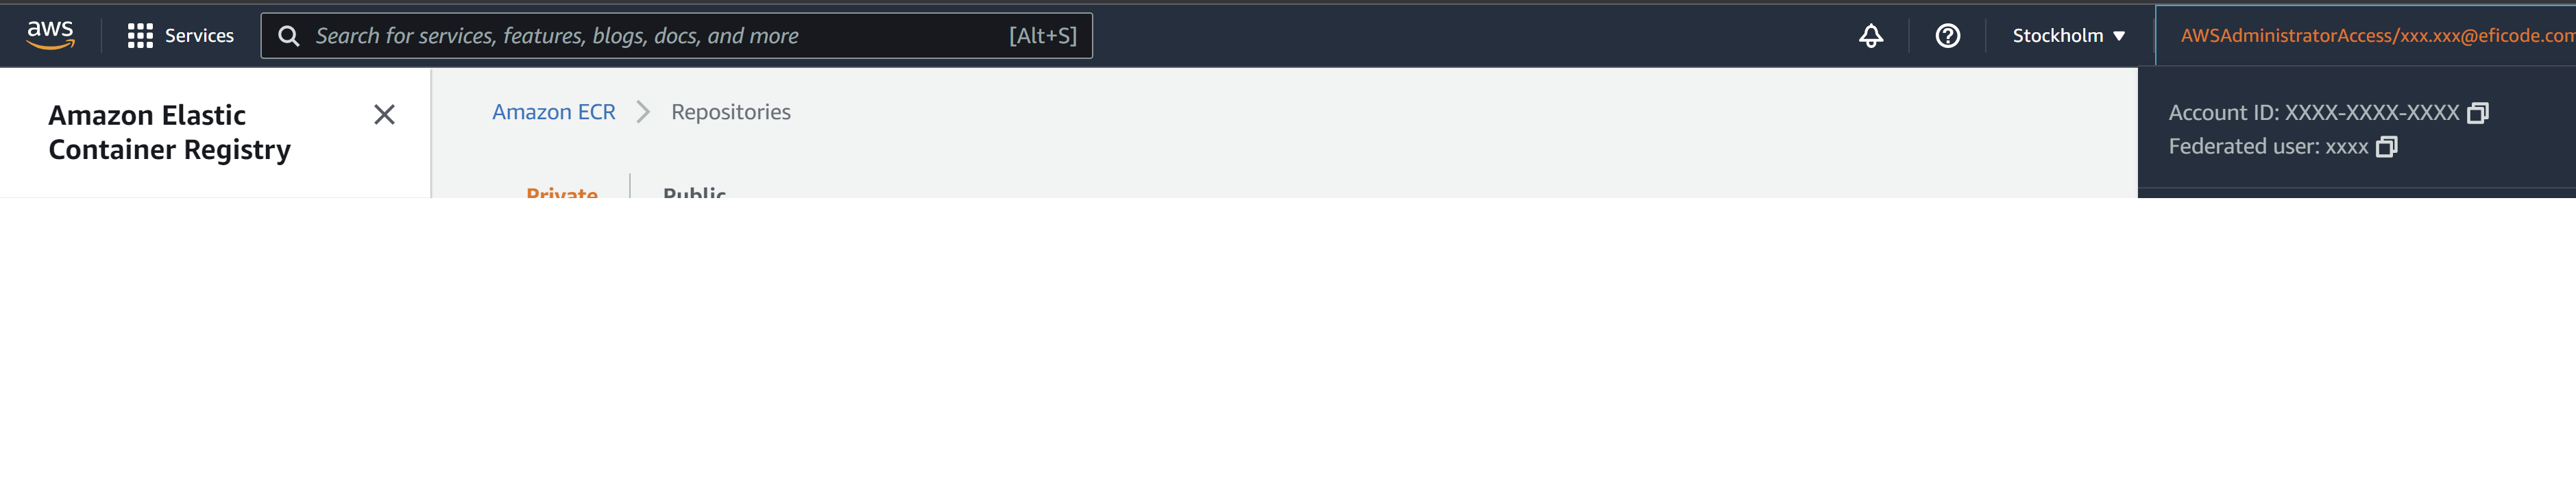 aws
Services
Search for services, features, blogs, docs, and more
[Alt+S]
Stockholm
AWSAdministratorAccess/xxx.xxx@eficode.com
Amazon Elastic
Container Registry
Amazon ECR
Repositories
Account ID: XXXX-XXXX-XXXX
Federated user: xxxx
Private
Public